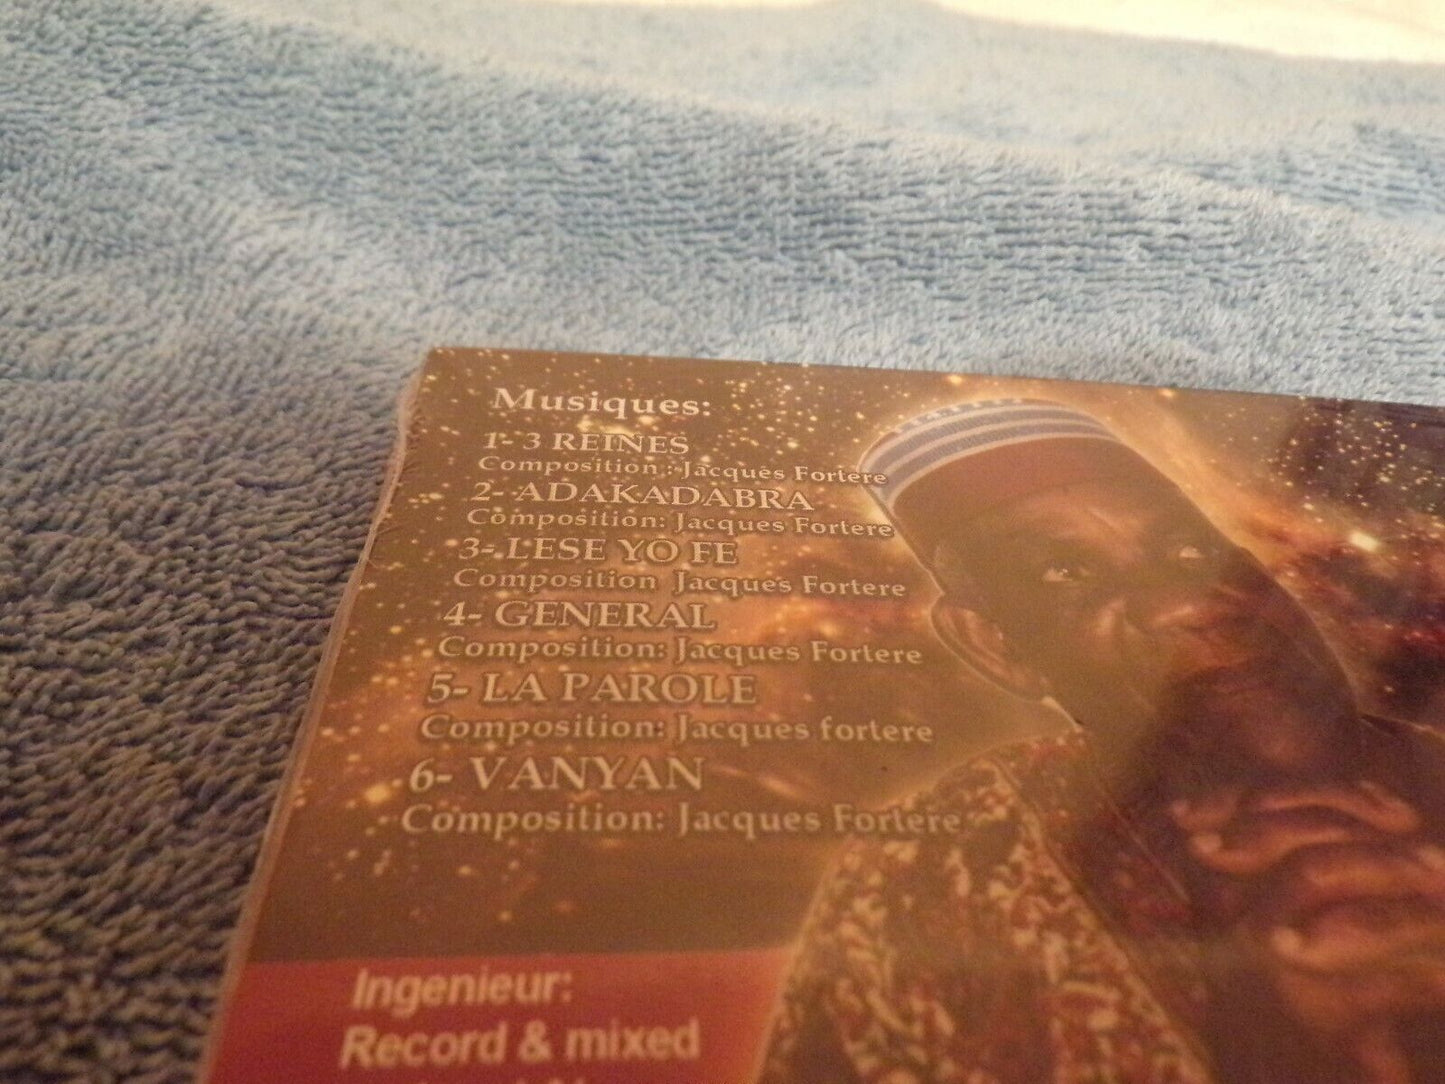 Musiques:
1- 3 REINES
Composition: Jacques Fortere
2- ADAKADABRA
Composition: Jacques Fortere
3- LESE YO FE
Composition Jacques Fortere
4- GENERAL
Composition: Jacques Fortere
5- LA PAROLE
Composition: Jacques fortere
6- VANYAN
Composition: Jacques Fortere
Ingenieur:
Record & mixed